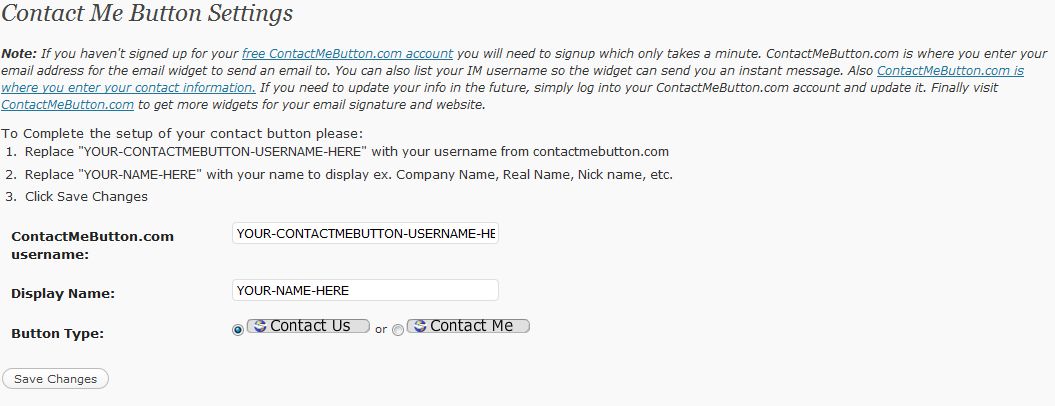 Contact Me Button Settings
Note: If you haven't signed up for your free ContactMeButton.com account you will need to signup which only takes a minute. ContactMeButton.com is where you enter your
email address for the email widget to send an email to. You can also list your IM username so the widget can send you an instant message. Also ContactMeButton.com is
where you enter your contact information. If you need to update your info in the future, simply log into your ContactMeButton.com account and update it. Finally visit
ContactMeButton.com to get more widgets for your email signature and website.
To Complete the setup of your contact button please:
1. Replace "YOUR-CONTACTMEBUTTON-USERNAME-HERE" with your username from contactmebutton.com
2. Replace "YOUR-NAME-HERE" with your name to display ex. Company Name, Real Name, Nick name, etc.
3. Click Save Changes
ContactMeButton.com YOUR-CONTACTMEBUTTON-USERNAME-HE
username:
Display Name: YOUR-NAME-HERE
Button Type: Contact Us or Contact Me
Save Changes